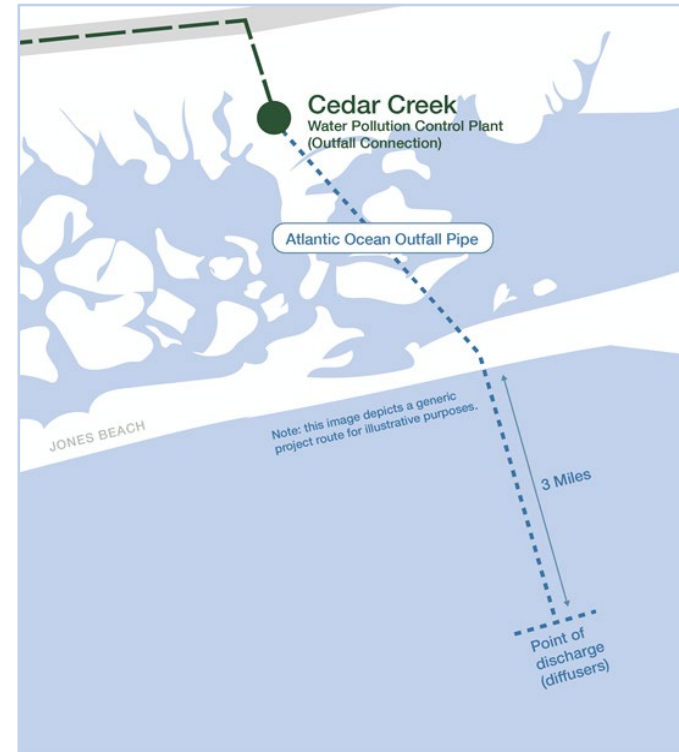 Cedar Creek
Water Pollution Control Plant
(Outfall Connection)
Atlantic Ocean Outfall Pipe
Note: this image depicts a generic
project route for illustrative purposes.
JONES BEACH
3 Miles
Point of
discharge
(diffusers)